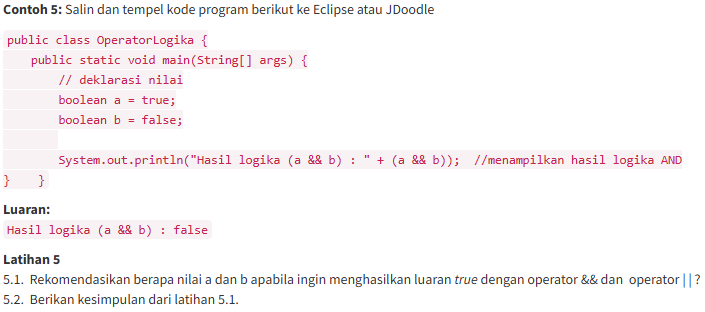 Contoh 5: Salin dan tempel kode program berikut ke Eclipse atau JDoodle
public class OperatorLogika {
    public static void main(String[] args) {
        // deklarasi nilai
        boolean a = true;
        boolean b = false;
        System.out.println("Hasil logika (a && b) : " + (a && b));  //menampilkan hasil logika AND
}    }
Luaran:
Hasil logika (a && b) : false
Latihan 5
5.1.  Rekomendasikan berapa nilai a dan b apabila ingin menghasilkan luaran true dengan operator && dan  operator || ?
5.2.  Berikan kesimpulan dari latihan 5.1.